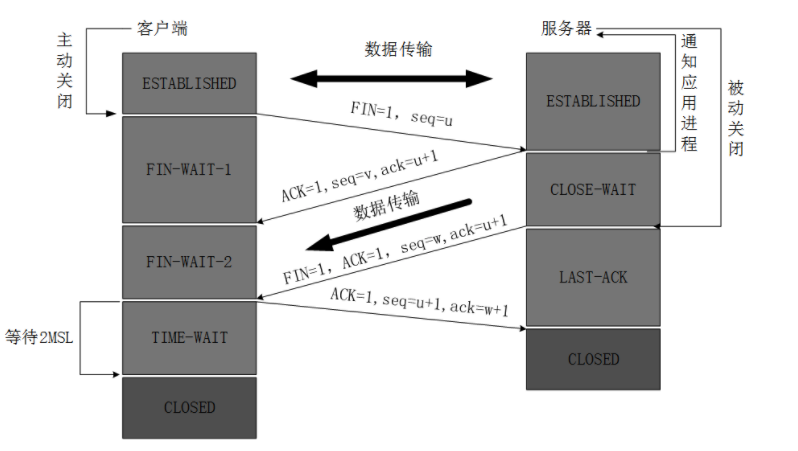 客户端
服务器
主动关闭
数据传输
通知应用进程
被动关闭
ESTABLISHED
ESTABLISHED
FIN=1, seq=u
FIN-WAIT-1
ACK=1,seq=v,ack=u+1
CLOSE-WAIT
数据传输
FIN-WAIT-2
FIN=1, ACK=1, seq=w,ack=u+1
LAST-ACK
ACK=1,seq=u+1,ack=w+1
等待2MSL
TIME-WAIT
CLOSED
CLOSED